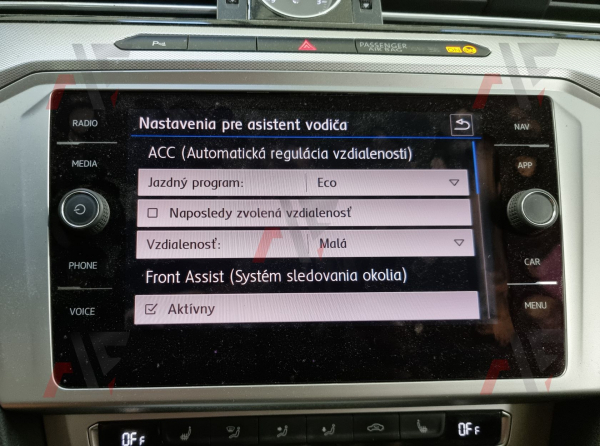 P
PASSENGER
AIR BAG
Nastavenia pre asistent vodiča
RADIO
NAV
ACC (Automatická regulácia vzdialenosti)
MEDIA
APP
Jazdný program: Eco
Naposledy zvolená vzdialenosť
Vzdialenosť: Malá
PHONE
CAR
Front Assist (Systém sledovania okolia)
VOICE
MENU
Aktívny
OFF
OFF